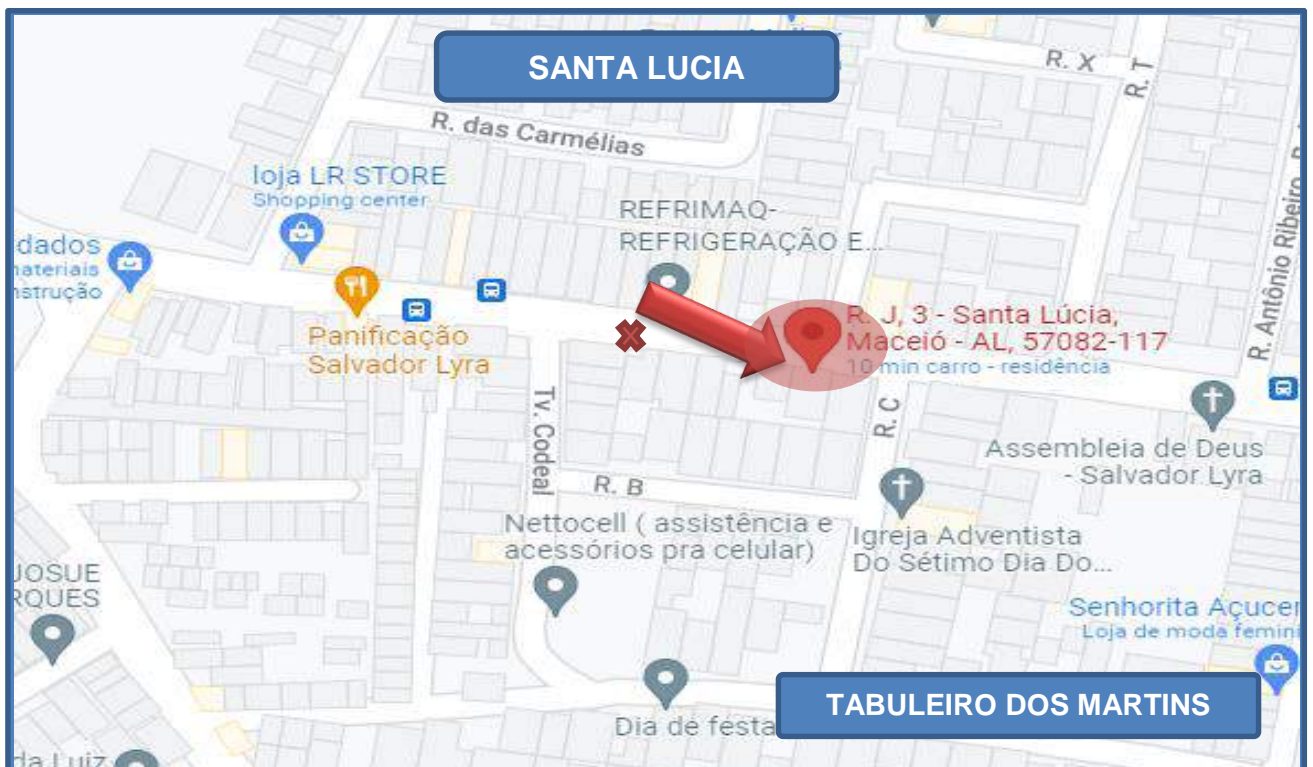 SANTA LUCIA
R. X
R. T
R. das Carmélias
loja LR STORE
Shopping center
REFRIMAQ-
REFRIGERAÇÃO E...
R. Antônio Ribeiro
dados
materiais
nstrução
Panificação
Salvador Lyra
R. J, 3 - Santa Lúcia,
Maceió - AL, 57082-117
10 min carro - residência
Tv. Codeal
R. C
Assembleia de Deus
- Salvador Lyra
R. B
Nettocell ( assistência e
acessórios pra celular)
Igreja Adventista
Do Sétimo Dia Do...
JOSUE
RQUES
Senhorita Açucen
Loja de moda femini
TABULEIRO DOS MARTINS
Dia de festa
da Luiz